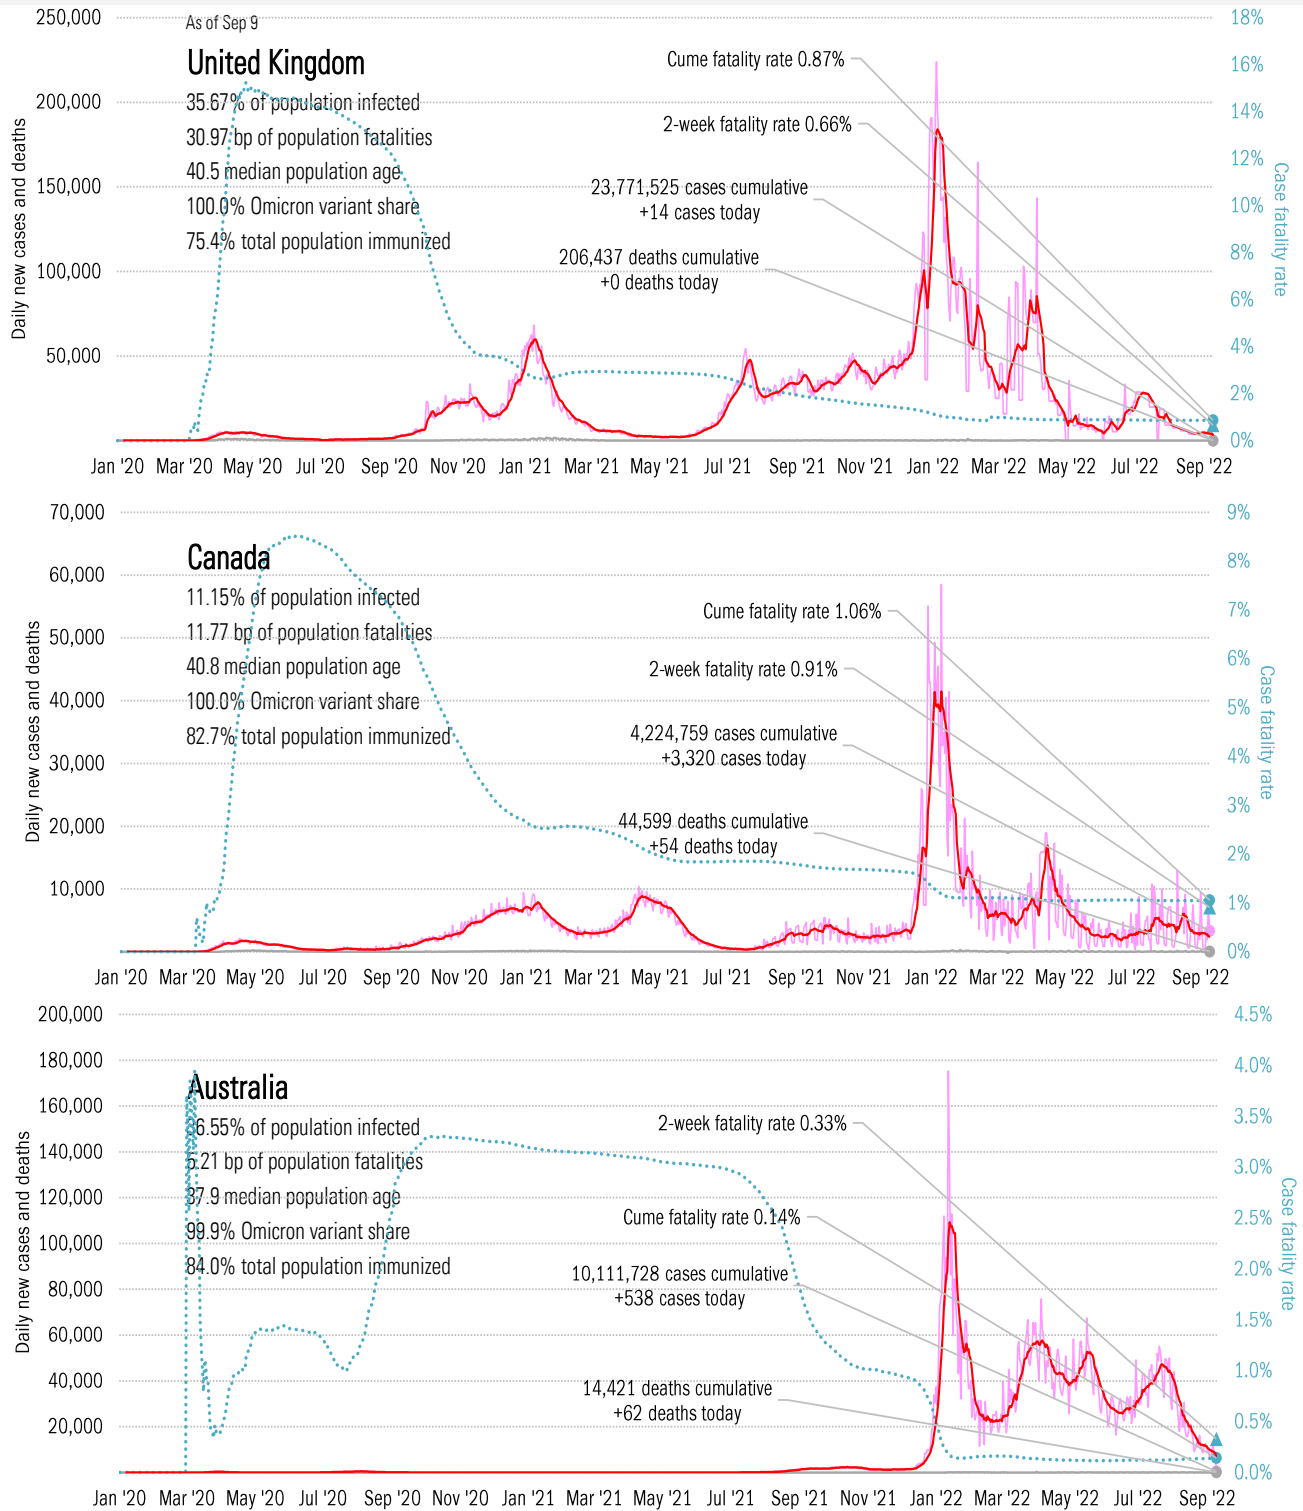 250,000
As of Sep 9
18%
United Kingdom
Cume fatality rate 0.87%
16%
200,000
35.67% of population infected
2-week fatality rate 0.66%
14%
30.97 bp of population fatalities
12%
40.5 median population age
150,000
23,771,525 cases cumulative
+14 cases today
10%
100.0% Omicron variant share
75.4% total population immunized
8%
100,000
206,437 deaths cumulative
+0 deaths today
6%
50,000
4%
2%
0%
Daily new cases and deaths
Case fatality rate
Jan '20 Mar '20 May '20 Jul '20 Sep '20 Nov '20 Jan '21 Mar '21 May '21 Jul '21 Sep '21 Nov '21 Jan '22 Mar '22 May '22 Jul '22 Sep '22
70,000
9%
Canada
8%
60,000
11.15% of population infected
Cume fatality rate 1.06%
7%
50,000
11.77 bp of population fatalities
40.8 median population age
2-week fatality rate 0.91%
6%
40,000
100.0% Omicron variant share
5%
82.7% total population immunized
4,224,759 cases cumulative
+3,320 cases today
4%
30,000
3%
20,000
44,599 deaths cumulative
+54 deaths today
2%
10,000
1%
0%
Daily new cases and deaths
Case fatality rate
Jan '20 Mar '20 May '20 Jul '20 Sep '20 Nov '20 Jan '21 Mar '21 May '21 Jul '21 Sep '21 Nov '21 Jan '22 Mar '22 May '22 Jul '22 Sep '22
200,000
4.5%
180,000
4.0%
Australia
160,000
36.55% of population infected
2-week fatality rate 0.33%
3.5%
140,000
5.21 bp of population fatalities
3.0%
120,000
37.9 median population age
Cume fatality rate 0.14%
2.5%
100,000
99.9% Omicron variant share
84.0% total population immunized
2.0%
80,000
10,111,728 cases cumulative
+538 cases today
1.5%
60,000
1.0%
40,000
14,421 deaths cumulative
+62 deaths today
0.5%
20,000
0.0%
Daily new cases and deaths
Case fatality rate
Jan '20 Mar '20 May '20 Jul '20 Sep '20 Nov '20 Jan '21 Mar '21 May '21 Jul '21 Sep '21 Nov '21 Jan '22 Mar '22 May '22 Jul '22 Sep '22